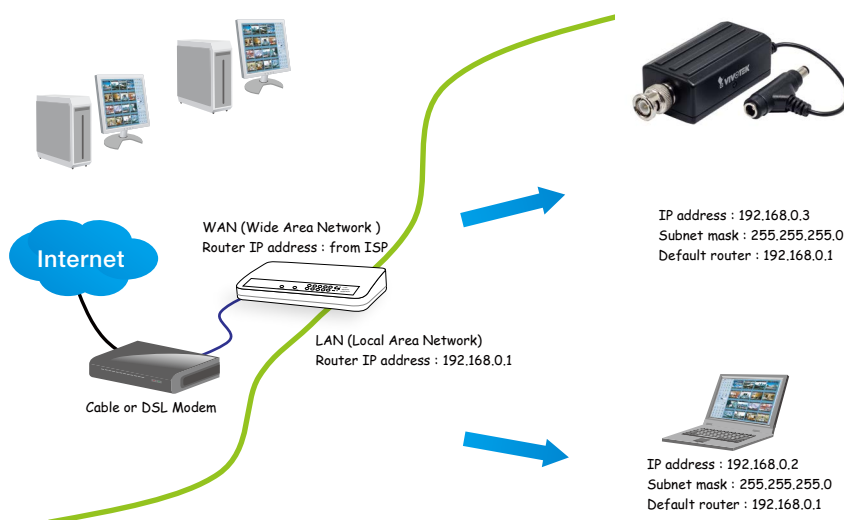 VIVOTEK
WAN (Wide Area Network )
Router IP address : from ISP
Internet
IP address : 192.168.0.3
Subnet mask : 255.255.255.0
Default router : 192.168.0.1
LAN (Local Area Network)
Router IP address : 192.168.0.1
Cable or DSL Modem
IP address : 192.168.0.2
Subnet mask : 255.255.255.0
Default router : 192.168.0.1